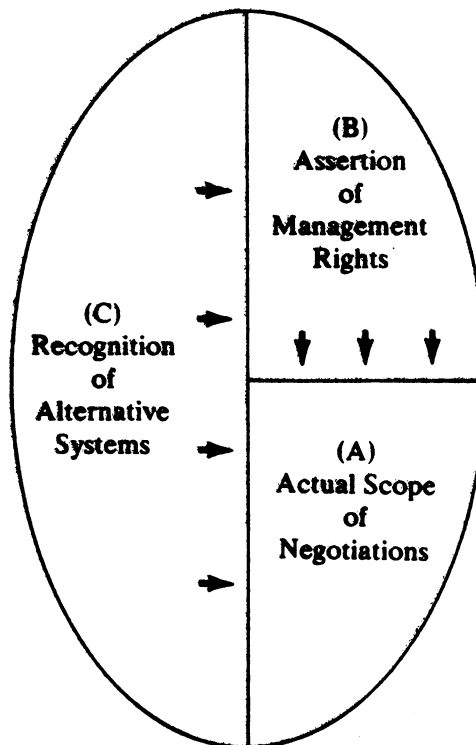 (B)
Assertion
of
Management
Rights
(C)
Recognition
of
Alternative
Systems
(A)
Actual Scope
of
Negotiations